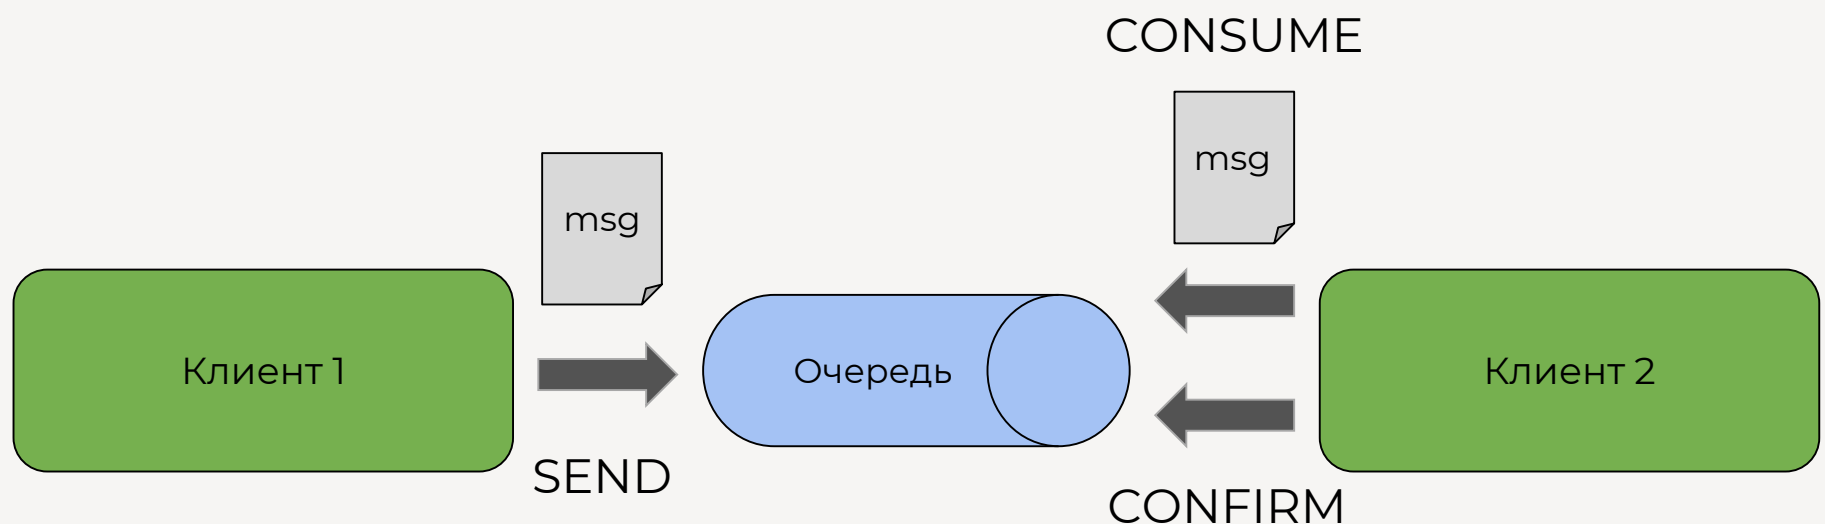 CONSUME
msg
msg
Клиент 1
Очередь
Клиент 2
SEND
CONFIRM